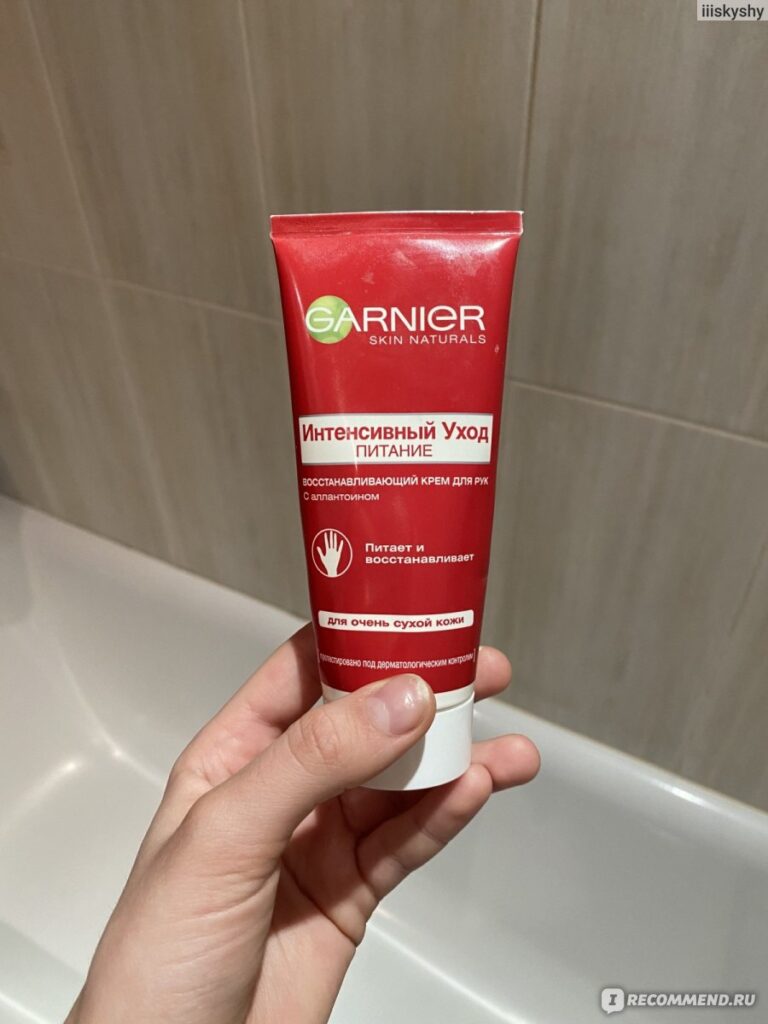 iiiskyshy
GARNIER
SKIN NATURALS
Интенсивный Уход
ПИТАНИЕ
ВОССТАНАВЛИВАЮЩИЙ КРЕМ ДЛЯ РУК
С аллантоином
Питает и
восстанавливает
для очень сухой кожи
протестировано под дерматологическим контролем
IRECOMMEND.RU